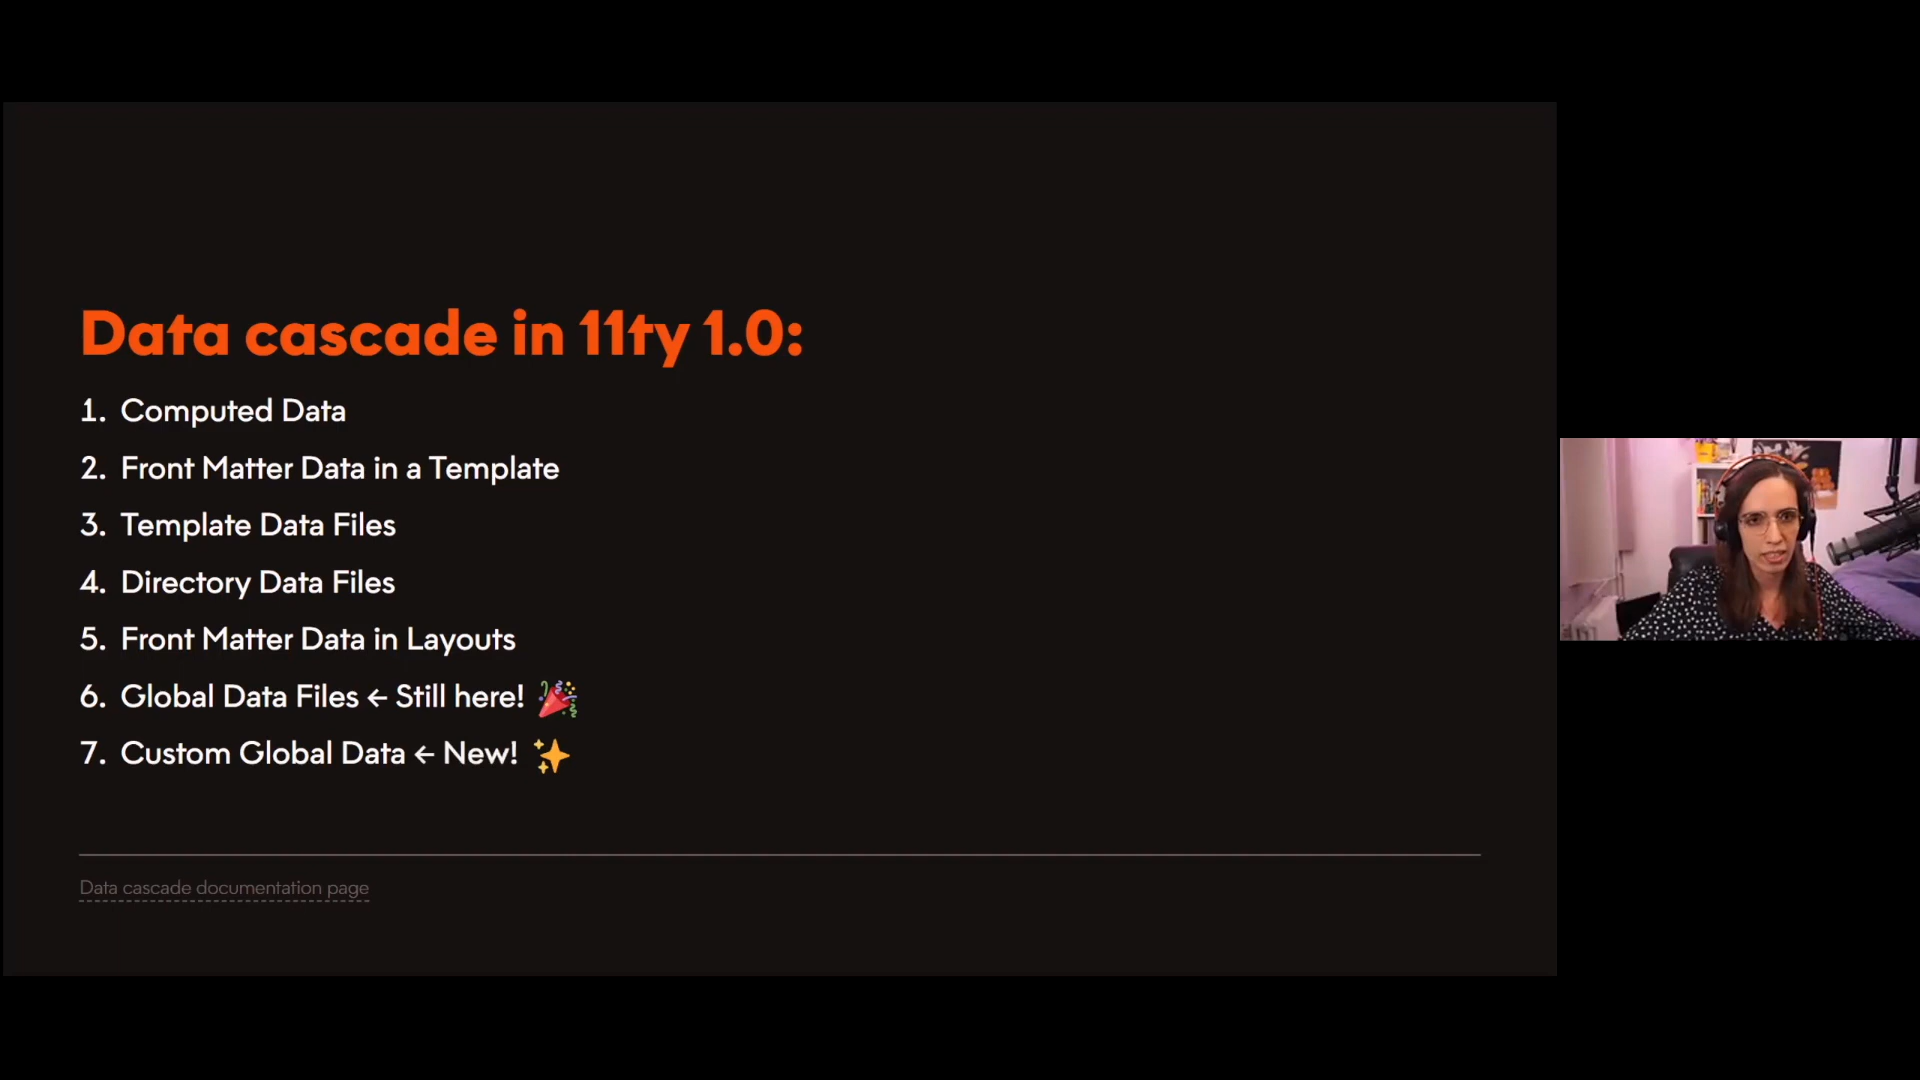 Data cascade in 11ty 1.0:
1. Computed Data
2. Front Matter Data in a Template
3. Template Data Files
4. Directory Data Files
5. Front Matter Data in Layouts
6. Global Data Files ← Still here! 🎉
7. Custom Global Data ← New! ✨
Data cascade documentation page